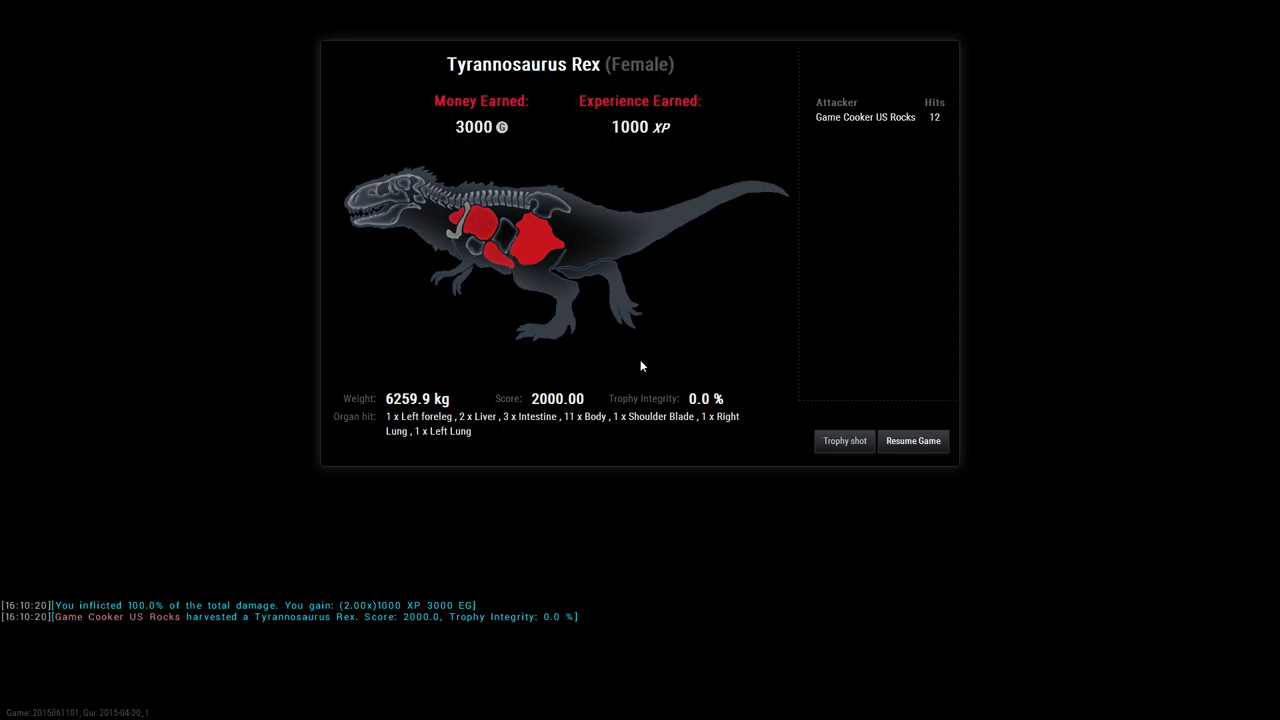 Tyrannosaurus Rex (Female)
Money Earned:
3000 G
Experience Earned:
1000 XP
Attacker Hits
Game Cooker US Rocks 12
Weight: 6259.9 kg Score: 2000.00 Trophy Integrity: 0.0 %
Organ hit: 1 x Left foreleg , 2 x Liver , 3 x Intestine , 11 x Body , 1 x Shoulder Blade , 1 x Right
Lung , 1 x Left Lung
Trophy shot Resume Game
[16:10:20][You inflicted 100.0% of the total damage. You gain: (2.00x)1000 XP 3000 EG]
[16:10:20][Game Cooker US Rocks harvested a Tyrannosaurus Rex. Score: 2000.0, Trophy Integrity: 0.0 %]
Game: 2015061101, Gui: 2015-04-30_1